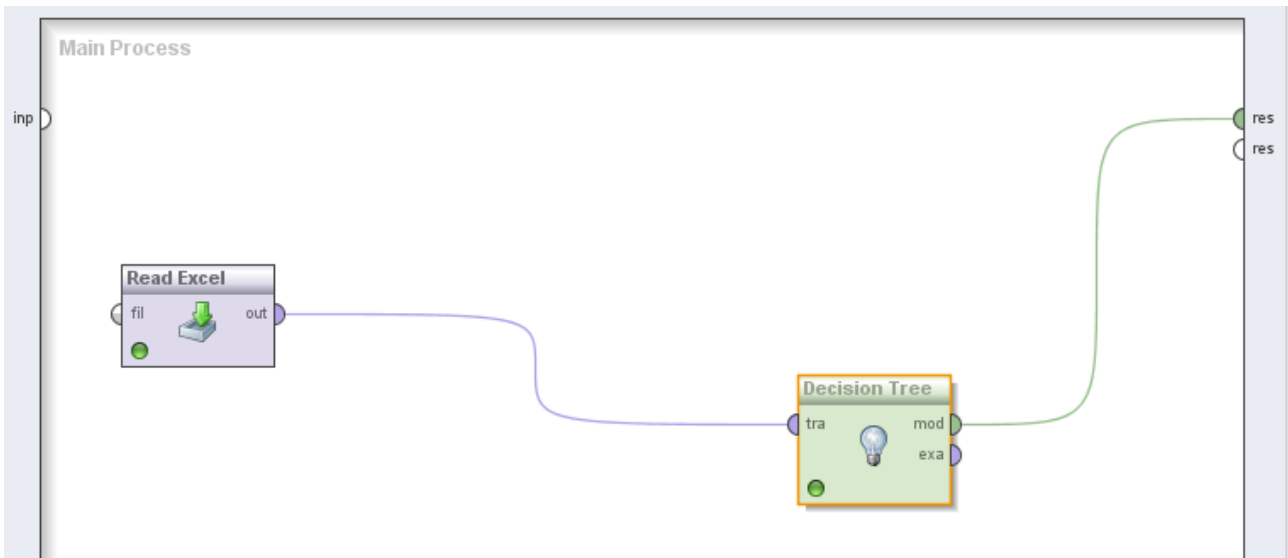 Main Process
inp
res
res
Read Excel
fil out
Decision Tree
tra mod
exa